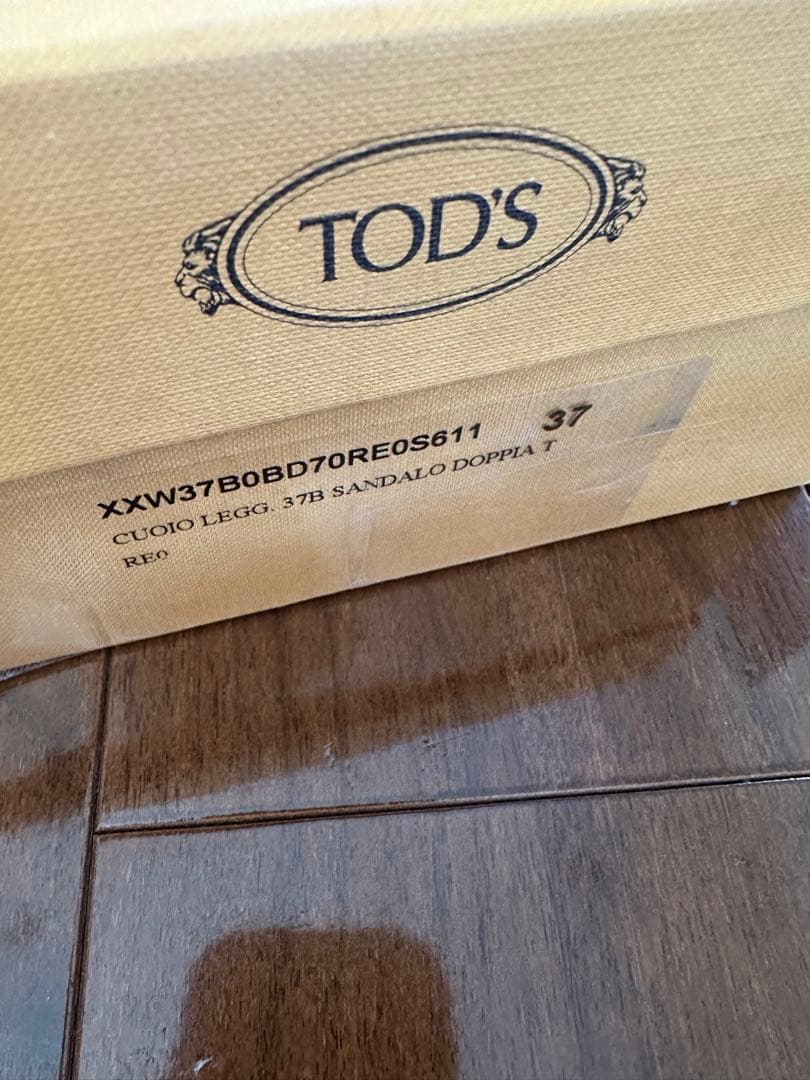 TOD'S
XXW37B0BD70RE0S611 37
CUOIO LEGG. 37B SANDALO DOPPIA T
RE0